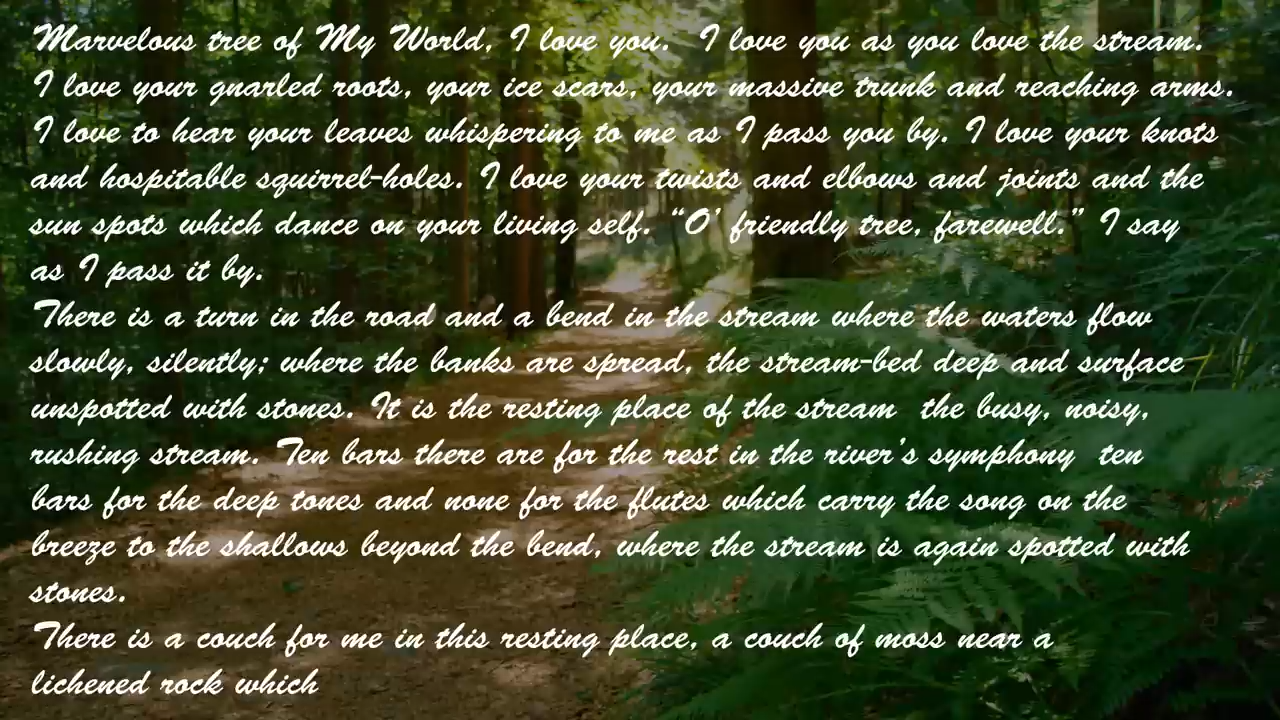 Marvelous tree of My World, I love you.  I love you as you love the stream.
I love your gnarled roots, your ice scars, your massive trunk and reaching arms.
I love to hear your leaves whispering to me as I pass you by. I love your knots
and hospitable squirrel-holes. I love your twists and elbows and joints and the
sun spots which dance on your living self. “O’ friendly tree, farewell.” I say
as I pass it by.
There is a turn in the road and a bend in the stream where the waters flow
slowly, silently; where the banks are spread, the stream-bed deep and surface
unspotted with stones. It is the resting place of the stream  the busy, noisy,
rushing stream. Ten bars there are for the rest in the river’s symphony  ten
bars for the deep tones and none for the flutes which carry the song on the
breeze to the shallows beyond the bend, where the stream is again spotted with
stones.
There is a couch for me in this resting place, a couch of moss near a
lichened rock which